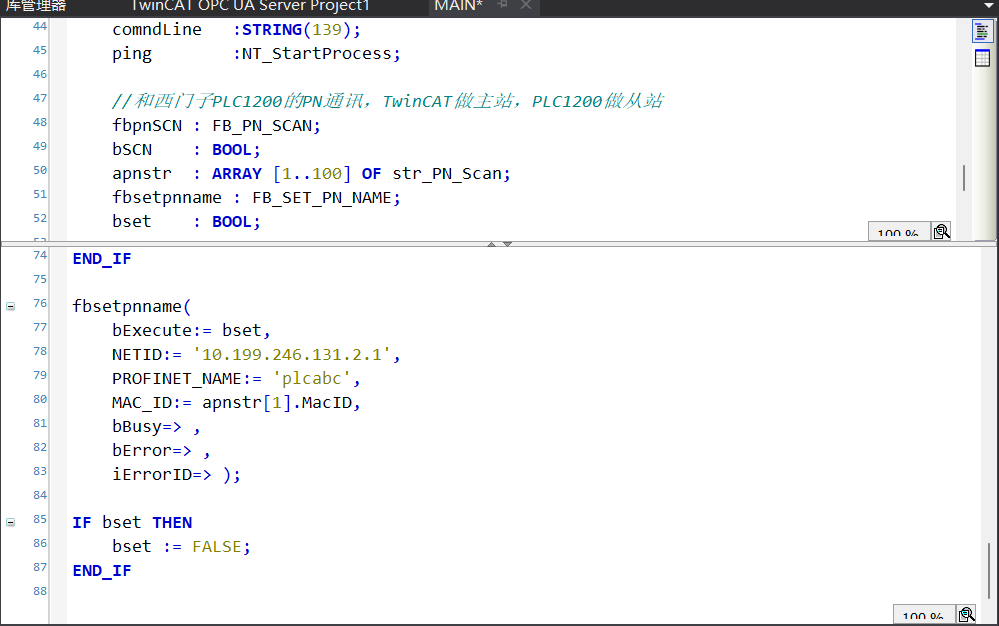 库管理器 TwinCAT OPC UA Server Project1 MAIN*
44 comndLine :STRING(139);
45 ping :NT_StartProcess;
46
47 //和西门子PLC1200的PN通讯，TwinCAT做主站，PLC1200做从站
48 fbpnSCN : FB_PN_SCAN;
49 bSCN : BOOL;
50 apnstr : ARRAY [1..100] OF str_PN_Scan;
51 fbsetpnname : FB_SET_PN_NAME;
52 bset : BOOL;
100 %
74 END_IF
75
76 fbsetpnname(
77 bExecute:= bset,
78 NETID:= '10.199.246.131.2.1',
79 PROFINET_NAME:= 'plcabc',
80 MAC_ID:= apnstr[1].MacID,
81 bBusy=> ,
82 bError=> ,
83 iErrorID=> );
84
85 IF bset THEN
86 bset := FALSE;
87 END_IF
88
100 %